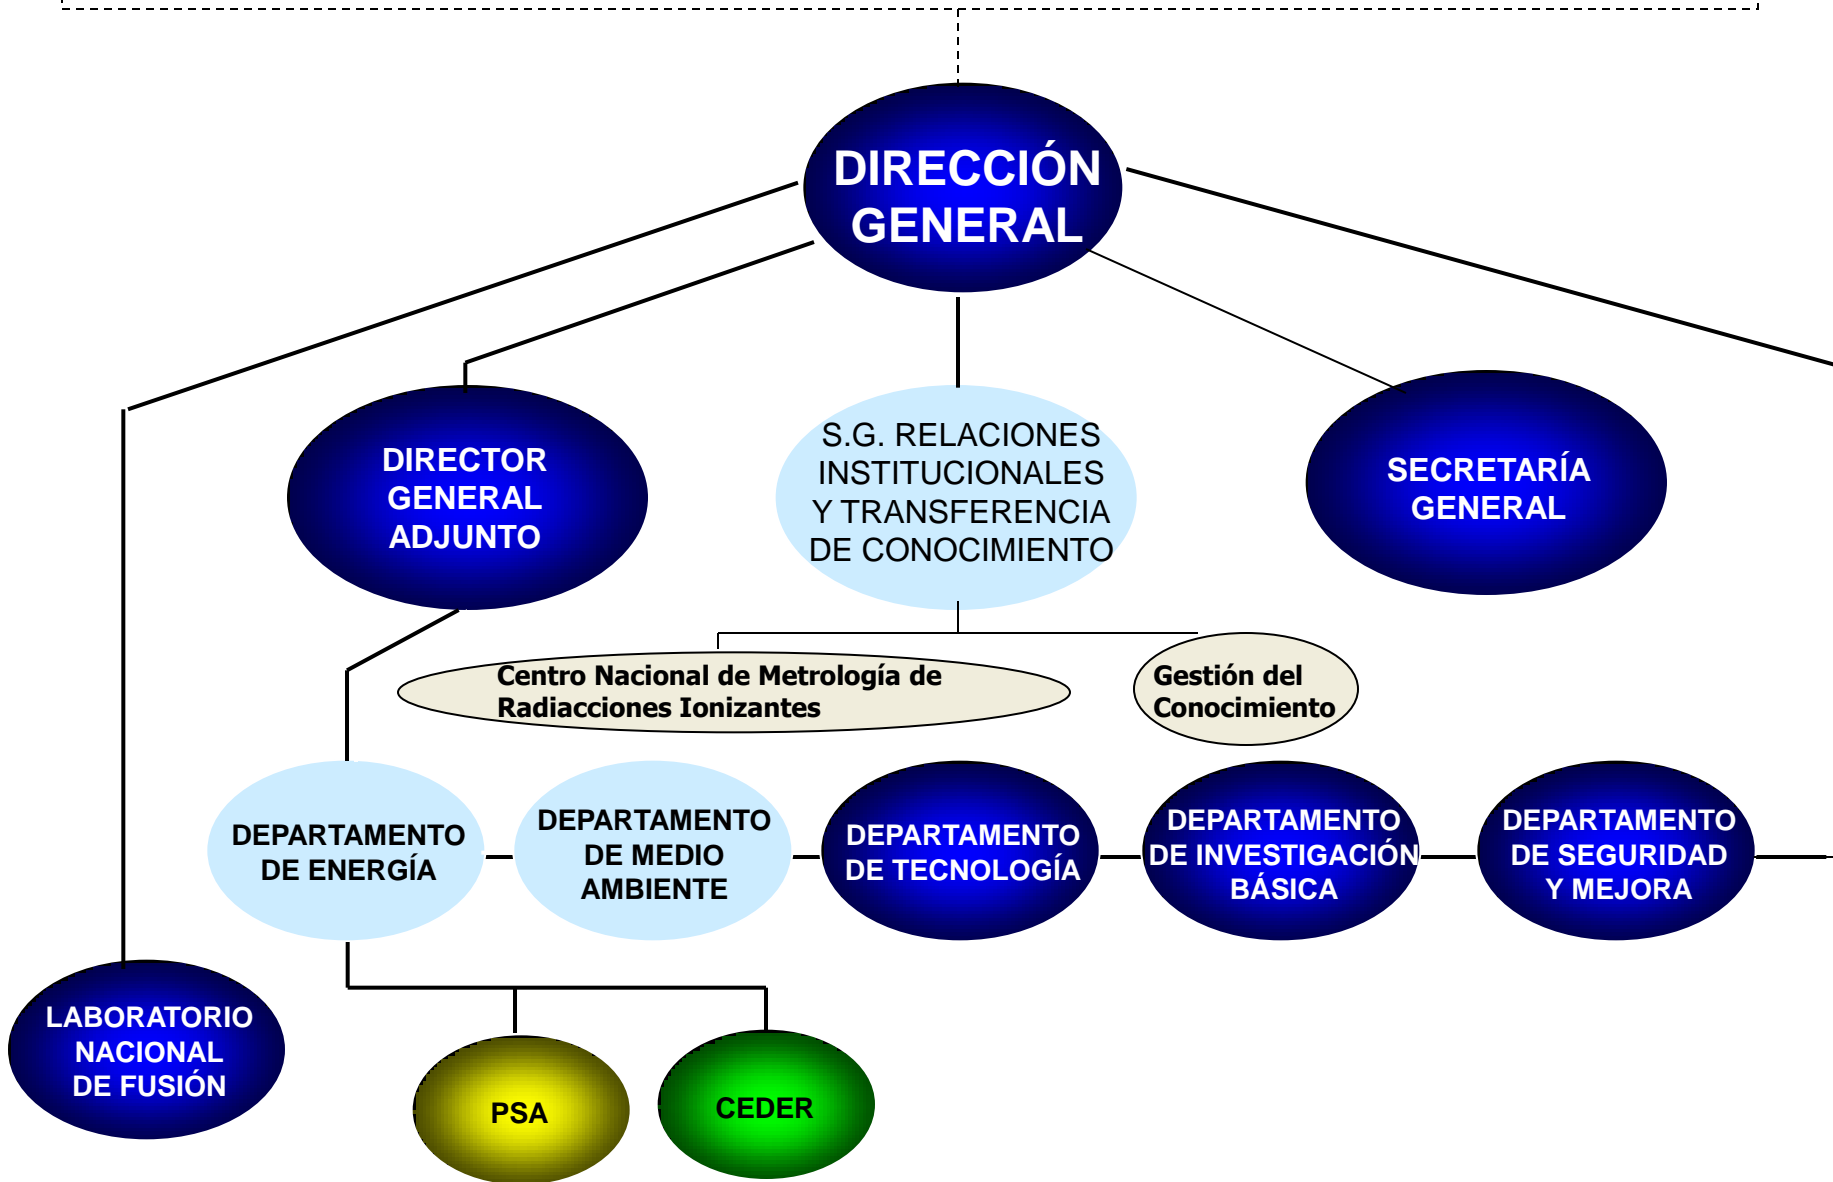 DIRECCIÓN
GENERAL
DIRECTOR
GENERAL
ADJUNTO
S.G. RELACIONES
INSTITUCIONALES
Y TRANSFERENCIA
DE CONOCIMIENTO
SECRETARÍA
GENERAL
Centro Nacional de Metrología de
Radiacciones Ionizantes
Gestión del
Conocimiento
DEPARTAMENTO
DE ENERGÍA
DEPARTAMENTO
DE MEDIO
AMBIENTE
DEPARTAMENTO
DE TECNOLOGÍA
DEPARTAMENTO
DE INVESTIGACIÓN
BÁSICA
DEPARTAMENTO
DE SEGURIDAD
Y MEJORA
LABORATORIO
NACIONAL
DE FUSIÓN
PSA
CEDER